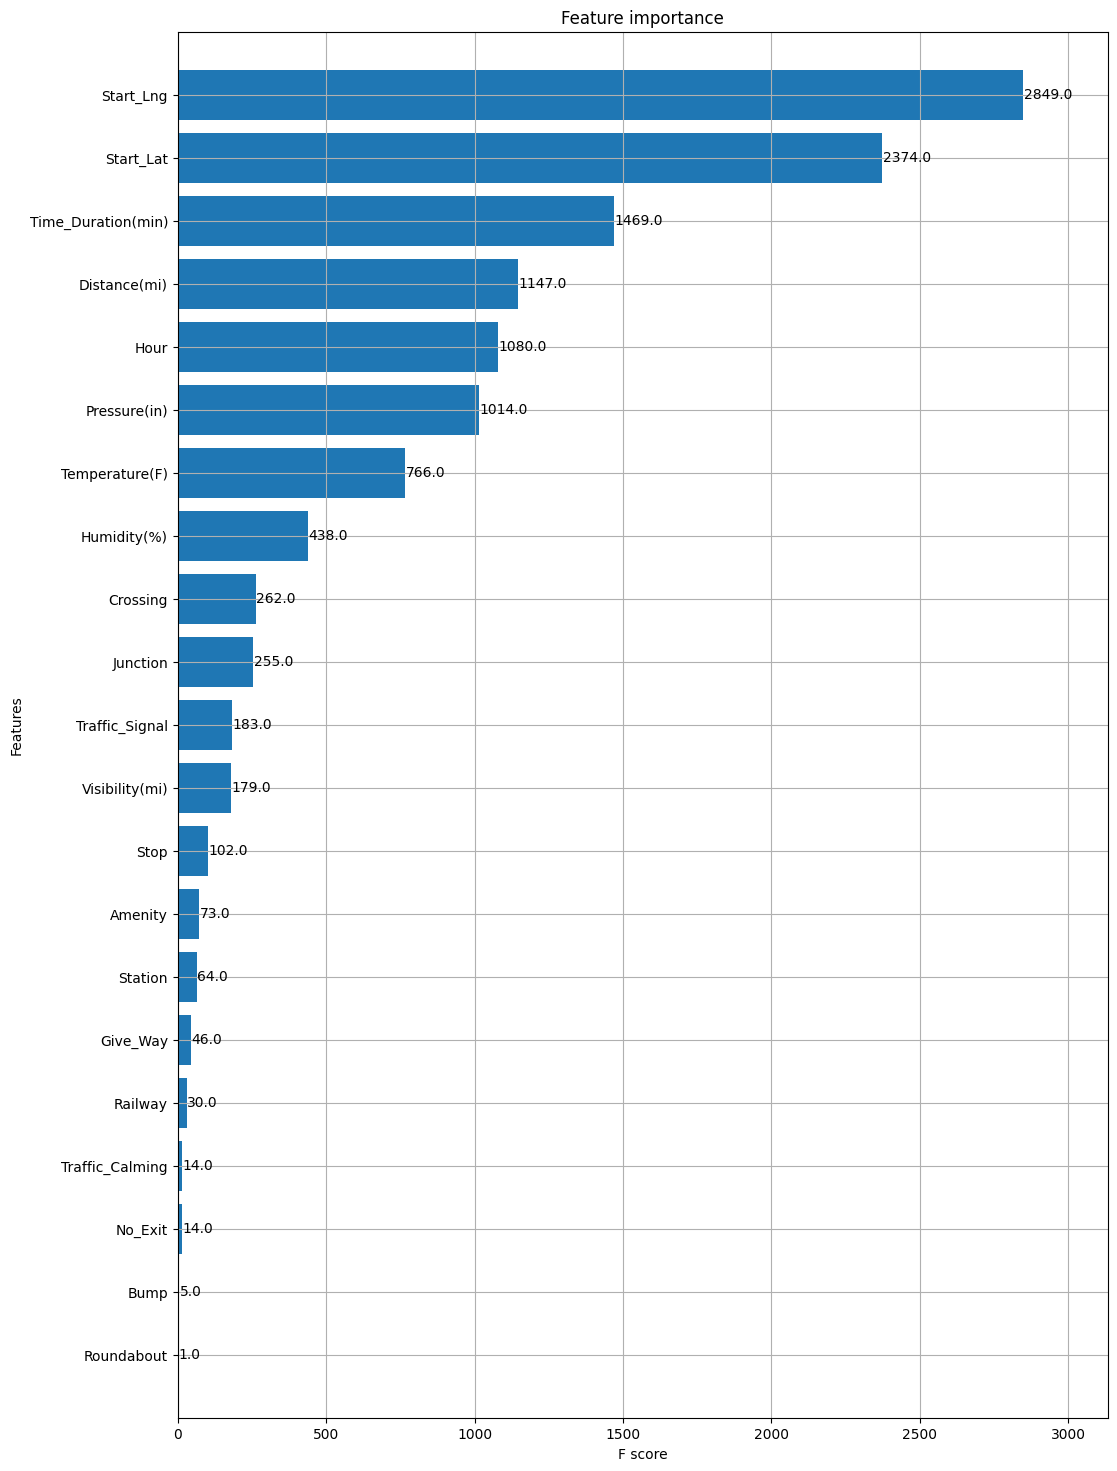 Feature importance
Start_Lng 2849.0
Start_Lat 2374.0
Time_Duration(min) 1469.0
Distance(mi) 1147.0
Hour 1080.0
Pressure(in) 1014.0
Temperature(F) 766.0
Humidity(%) 438.0
Crossing 262.0
Junction 255.0
Traffic_Signal 183.0
Visibility(mi) 179.0
Stop 102.0
Amenity 73.0
Station 64.0
Give_Way 46.0
Railway 30.0
Traffic_Calming 14.0
No_Exit 14.0
Bump 5.0
Roundabout 1.0
Features
0 500 1000 1500 2000 2500 3000
F score